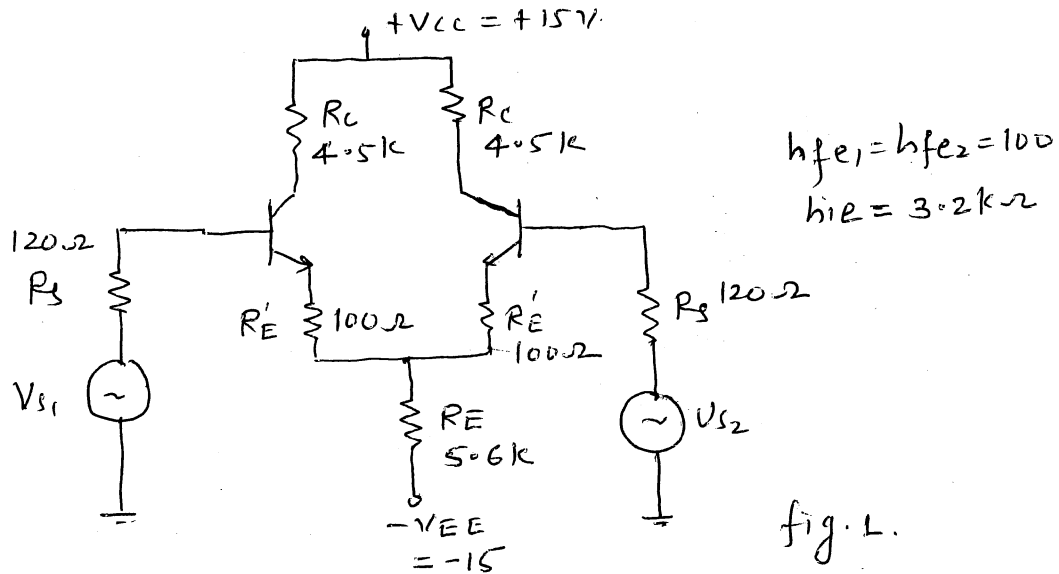 +VCC = +15V.
RC
4.5k
RC
4.5k
hfe1 = hfe2 = 100
hie = 3.2kΩ
120Ω
RS
R'E
100Ω
R'E
100Ω
RS 120Ω
VS1
RE
5.6k
VS2
-VEE
= -15
fig. 1.